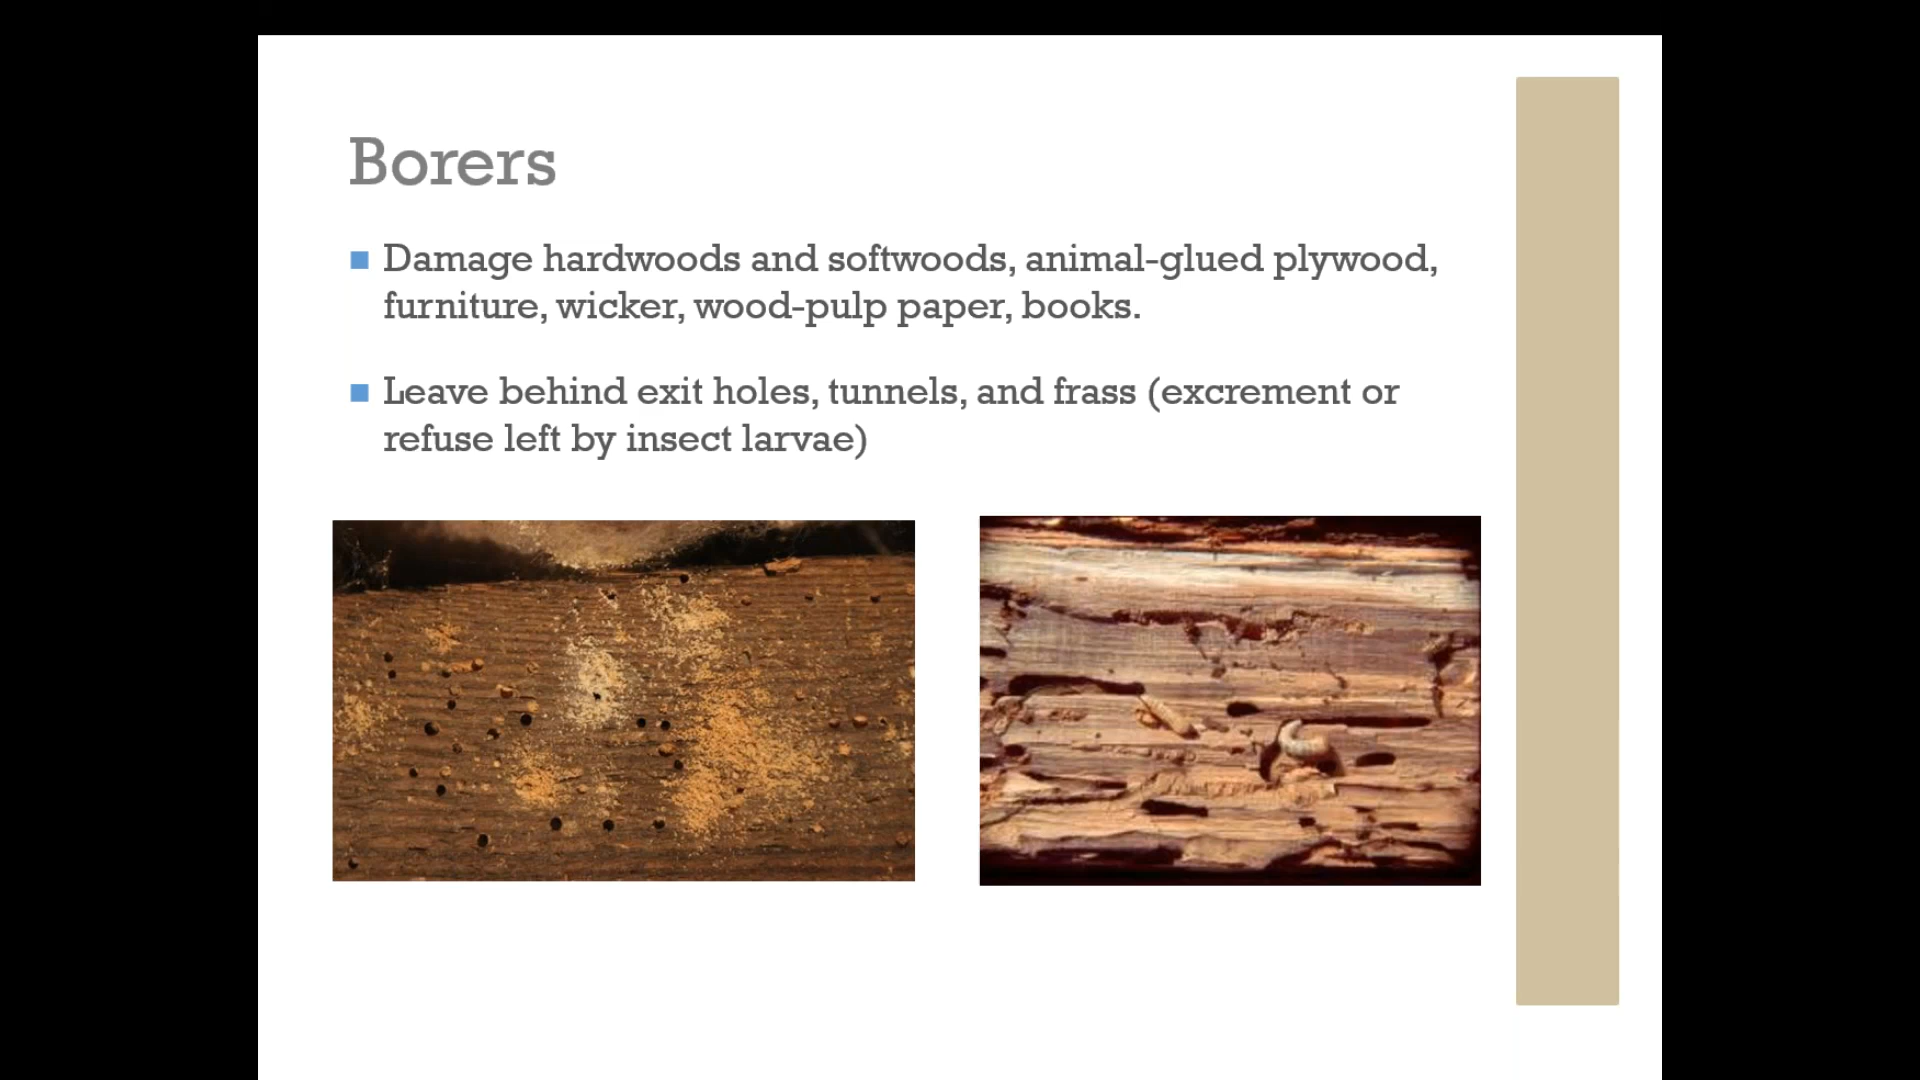 Borers
Damage hardwoods and softwoods, animal-glued plywood,
furniture, wicker, wood-pulp paper, books.
Leave behind exit holes, tunnels, and frass (excrement or
refuse left by insect larvae)